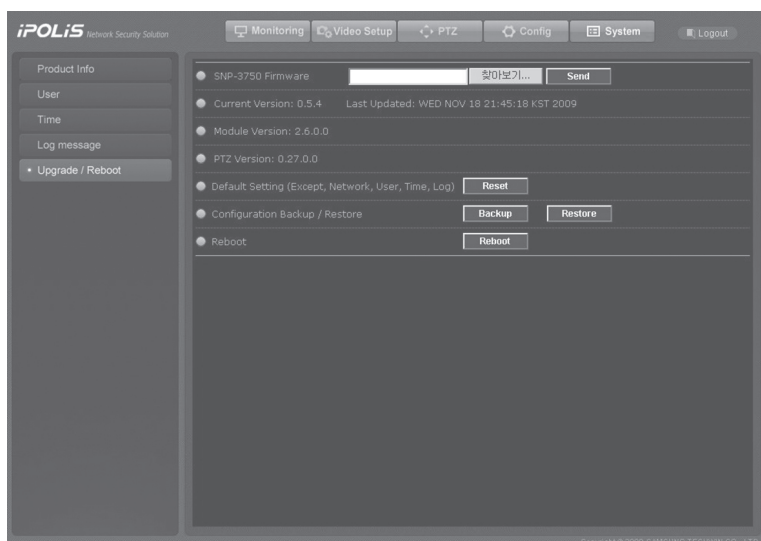 iPOLiS Network Security Solution
Monitoring Video Setup PTZ Config System Logout
Product Info
User
Time
Log message
Upgrade / Reboot
SNP-3750 Firmware 찾아보기... Send
Current Version: 0.5.4 Last Updated: WED NOV 18 21:45:18 KST 2009
Module Version: 2.6.0.0
PTZ Version: 0.27.0.0
Default Setting (Except, Network, User, Time, Log) Reset
Configuration Backup / Restore Backup Restore
Reboot Reboot